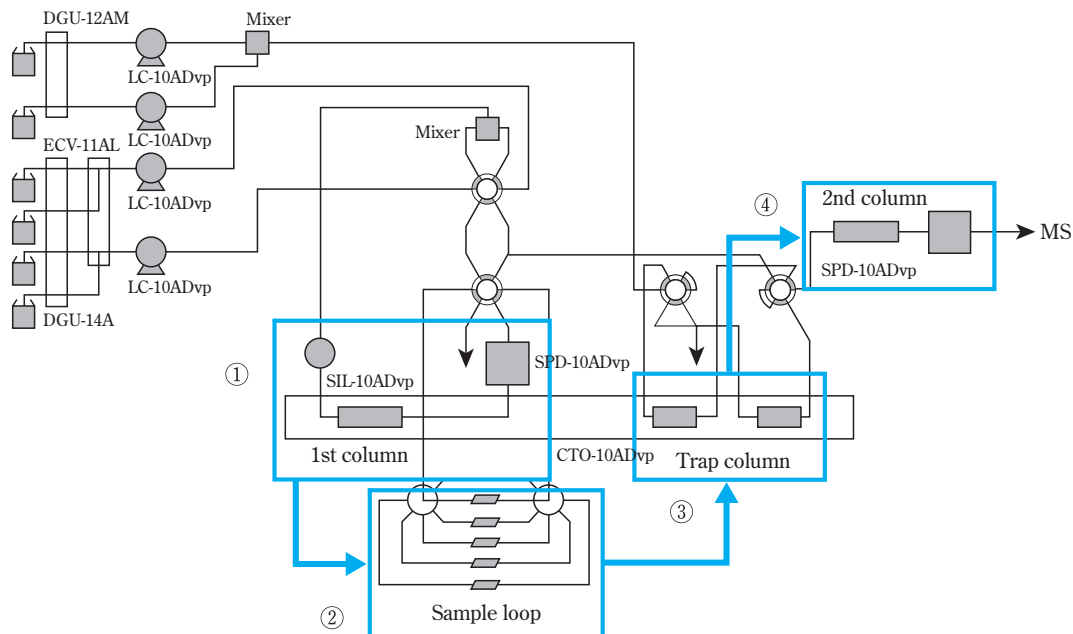 DGU-12AM
Mixer
LC-10ADvp
LC-10ADvp
Mixer
ECV-11AL
LC-10ADvp
④
2nd column
MS
SPD-10ADvp
LC-10ADvp
DGU-14A
①
SIL-10ADvp
SPD-10ADvp
1st column
CTO-10ADvp
Trap column
③
②
Sample loop